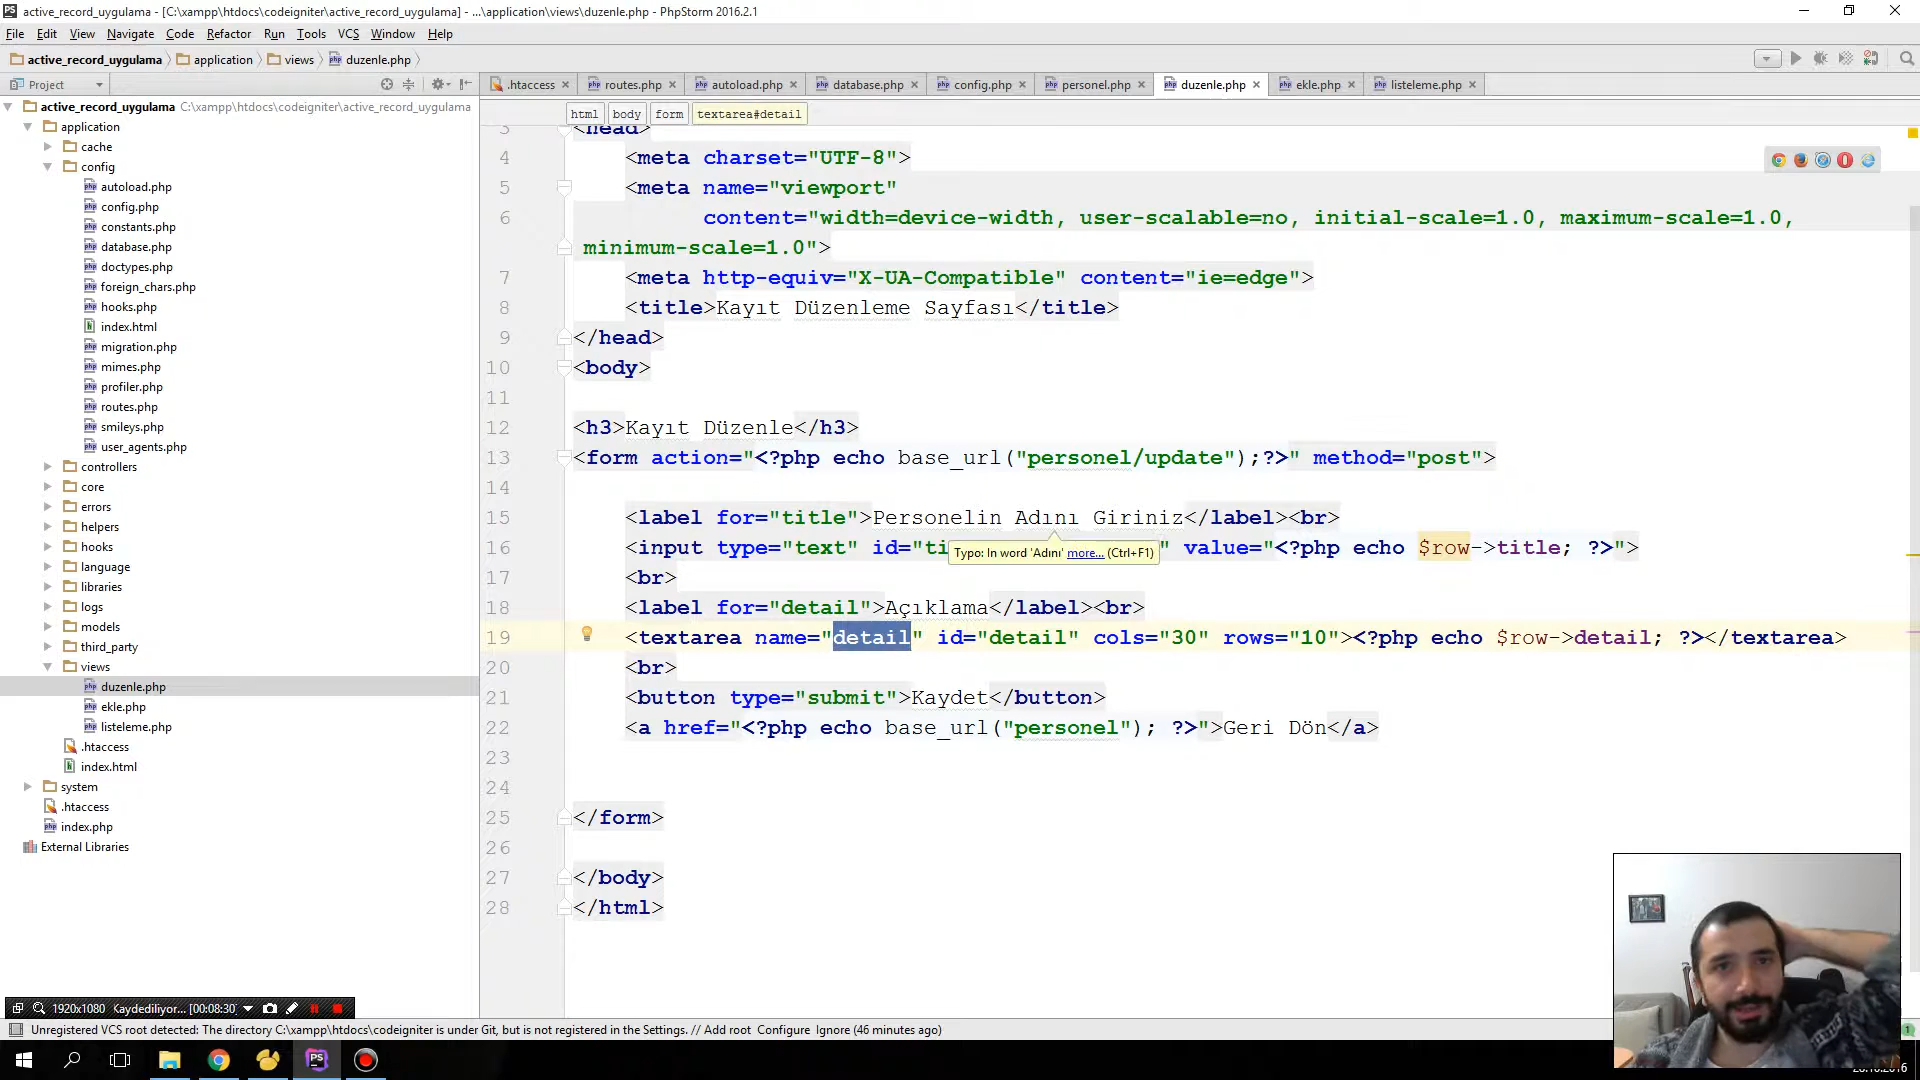 active_record_uygulama - [C:\xampp\htdocs\codeigniter\active_record_uygulama] - ...\application\views\duzenle.php - PhpStorm 2016.2.1
File Edit View Navigate Code Refactor Run Tools VCS Window Help
active_record_uygulama application views duzenle.php
Project
.htaccess routes.php autoload.php database.php config.php personel.php duzenle.php ekle.php listeleme.php
active_record_uygulama C:\xampp\htdocs\codeigniter\active_record_uygulama
application
cache
config
autoload.php
config.php
constants.php
database.php
doctypes.php
foreign_chars.php
hooks.php
index.html
migration.php
mimes.php
profiler.php
routes.php
smileys.php
user_agents.php
controllers
core
errors
helpers
hooks
language
libraries
logs
models
third_party
views
duzenle.php
ekle.php
listeleme.php
.htaccess
index.html
system
.htaccess
index.php
External Libraries
html body form textarea#detail
3 <head>
4 <meta charset="UTF-8">
5 <meta name="viewport"
6 content="width=device-width, user-scalable=no, initial-scale=1.0, maximum-scale=1.0,
minimum-scale=1.0">
7 <meta http-equiv="X-UA-Compatible" content="ie=edge">
8 <title>Kayıt Düzenleme Sayfası</title>
9 </head>
10 <body>
11
12 <h3>Kayıt Düzenle</h3>
13 <form action="<?php echo base_url("personel/update");?>" method="post">
14
15 <label for="title">Personelin Adını Giriniz</label><br>
16 <input type="text" id="ti " value="<?php echo $row->title; ?>">
Typo: In word 'Adını' more... (Ctrl+F1)
17 <br>
18 <label for="detail">Açıklama</label><br>
19 <textarea name="detail" id="detail" cols="30" rows="10"><?php echo $row->detail; ?></textarea>
20 <br>
21 <button type="submit">Kaydet</button>
22 <a href="<?php echo base_url("personel"); ?>">Geri Dön</a>
23
24
25 </form>
26
27 </body>
28 </html>
1920x1080 Kaydediliyor... [00:08:30]
Unregistered VCS root detected: The directory C:\xampp\htdocs\codeigniter is under Git, but is not registered in the Settings. // Add root Configure Ignore (46 minutes ago)